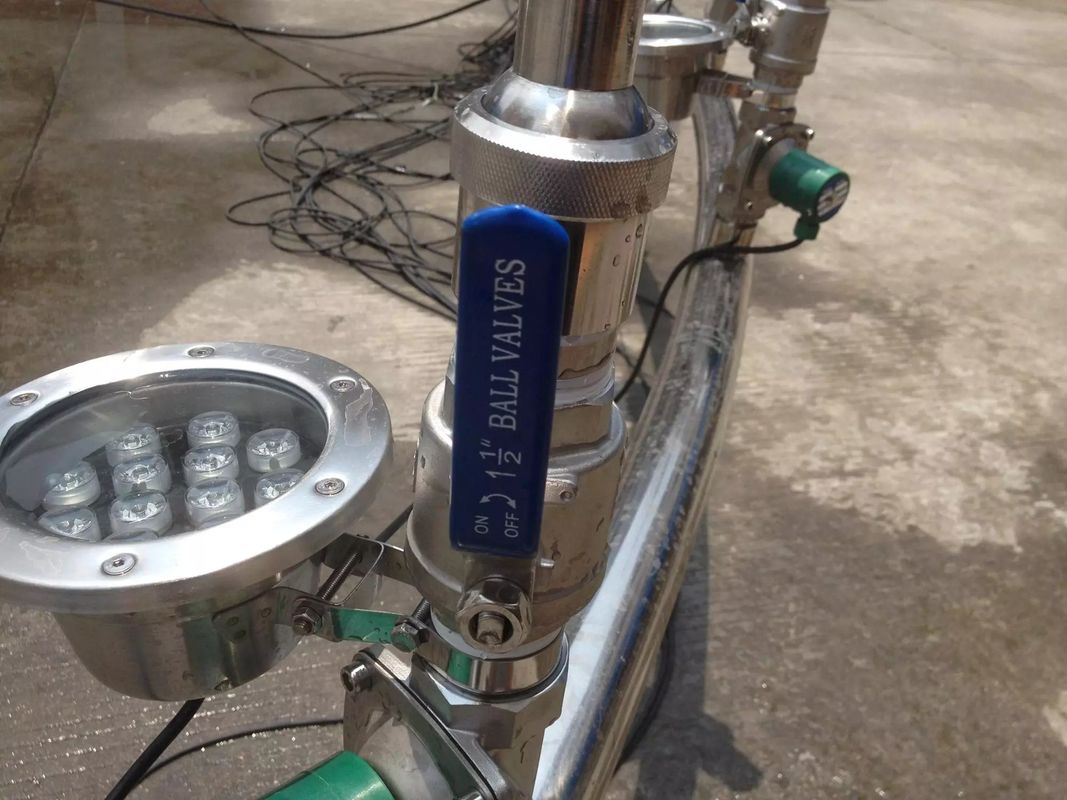 1 1/2" BALL VALVES
ON
OFF